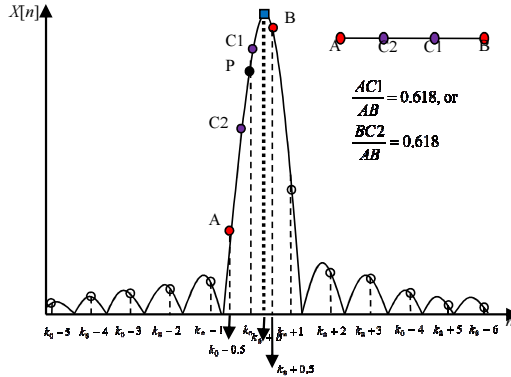 X[n]
B
C1
P
C2
A
A C2 C1 B
AC1/AB = 0.618, or
BC2/AB = 0.618
k₀−5 k₀−4 k₀−3 k₀−2 k₀−1 k₀ k₀+1 k₀+2 k₀+3 k₀−4 k₀+5 k₀−6 n
k₀−0.5
k₀+0.5